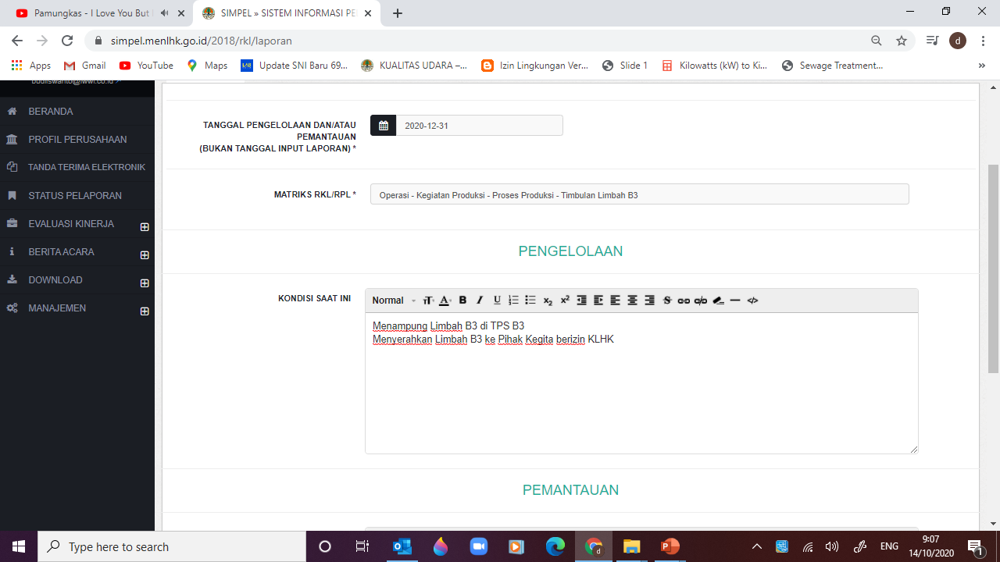 Pamungkas - I Love You But
SIMPEL » SISTEM INFORMASI PE
simpel.menlhk.go.id/2018/rkl/laporan
d
Apps
Gmail
YouTube
Maps
Update SNI Baru 69...
KUALITAS UDARA –...
Izin Lingkungan Ver...
Slide 1
Kilowatts (kW) to Ki...
Sewage Treatment...
»
budiiswanto@iwwi.co.id
BERANDA
PROFIL PERUSAHAAN
TANDA TERIMA ELEKTRONIK
STATUS PELAPORAN
EVALUASI KINERJA
BERITA ACARA
DOWNLOAD
MANAJEMEN
TANGGAL PENGELOLAAN DAN/ATAU
PEMANTAUAN
(BUKAN TANGGAL INPUT LAPORAN) *
2020-12-31
MATRIKS RKL/RPL *
Operasi - Kegiatan Produksi - Proses Produksi - Timbulan Limbah B3
PENGELOLAAN
KONDISI SAAT INI
Normal
Menampung Limbah B3 di TPS B3
Menyerahkan Limbah B3 ke Pihak Kegita berizin KLHK
PEMANTAUAN
Type here to search
ENG
9:07
14/10/2020
1